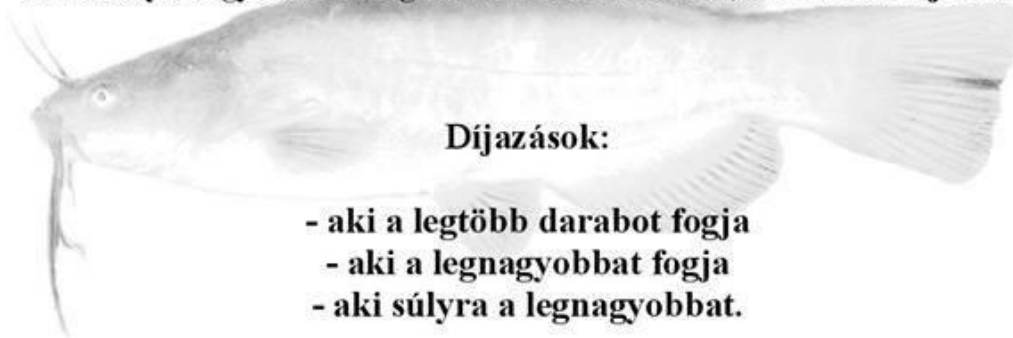 Díjazások:
- aki a legtöbb darabot fogja
- aki a legnagyobbat fogja
- aki súlyra a legnagyobbat.